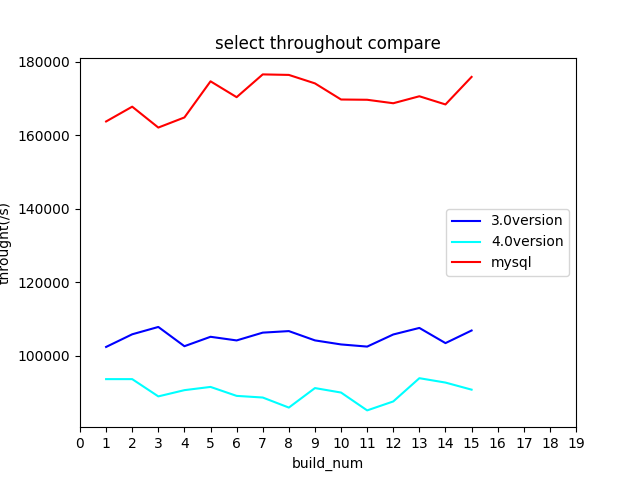 select throughout compare
180000
160000
140000
120000
100000
throught(/s)
3.0version
4.0version
mysql
0 1 2 3 4 5 6 7 8 9 10 11 12 13 14 15 16 17 18 19
build_num